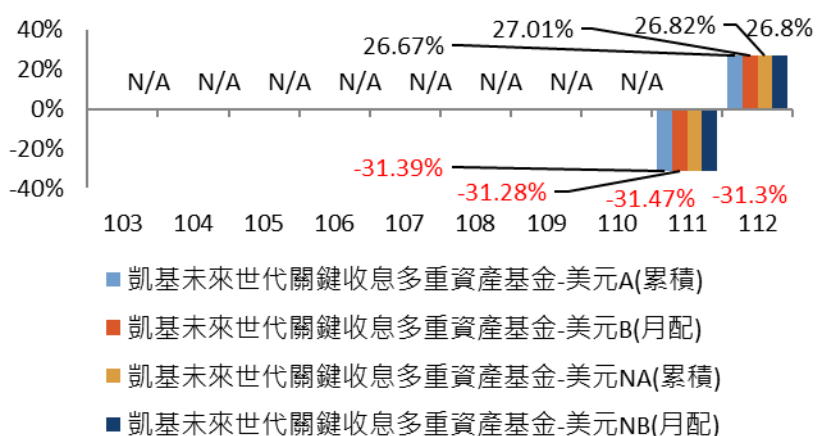 40%
20%
0%
-20%
-40%
26.67%
27.01%
26.82%
26.8%
N/A N/A N/A N/A N/A N/A N/A N/A
-31.39%
-31.28%
-31.47%
-31.3%
103 104 105 106 107 108 109 110 111 112
凱基未來世代關鍵收息多重資產基金-美元A(累積)
凱基未來世代關鍵收息多重資產基金-美元B(月配)
凱基未來世代關鍵收息多重資產基金-美元NA(累積)
凱基未來世代關鍵收息多重資產基金-美元NB(月配)